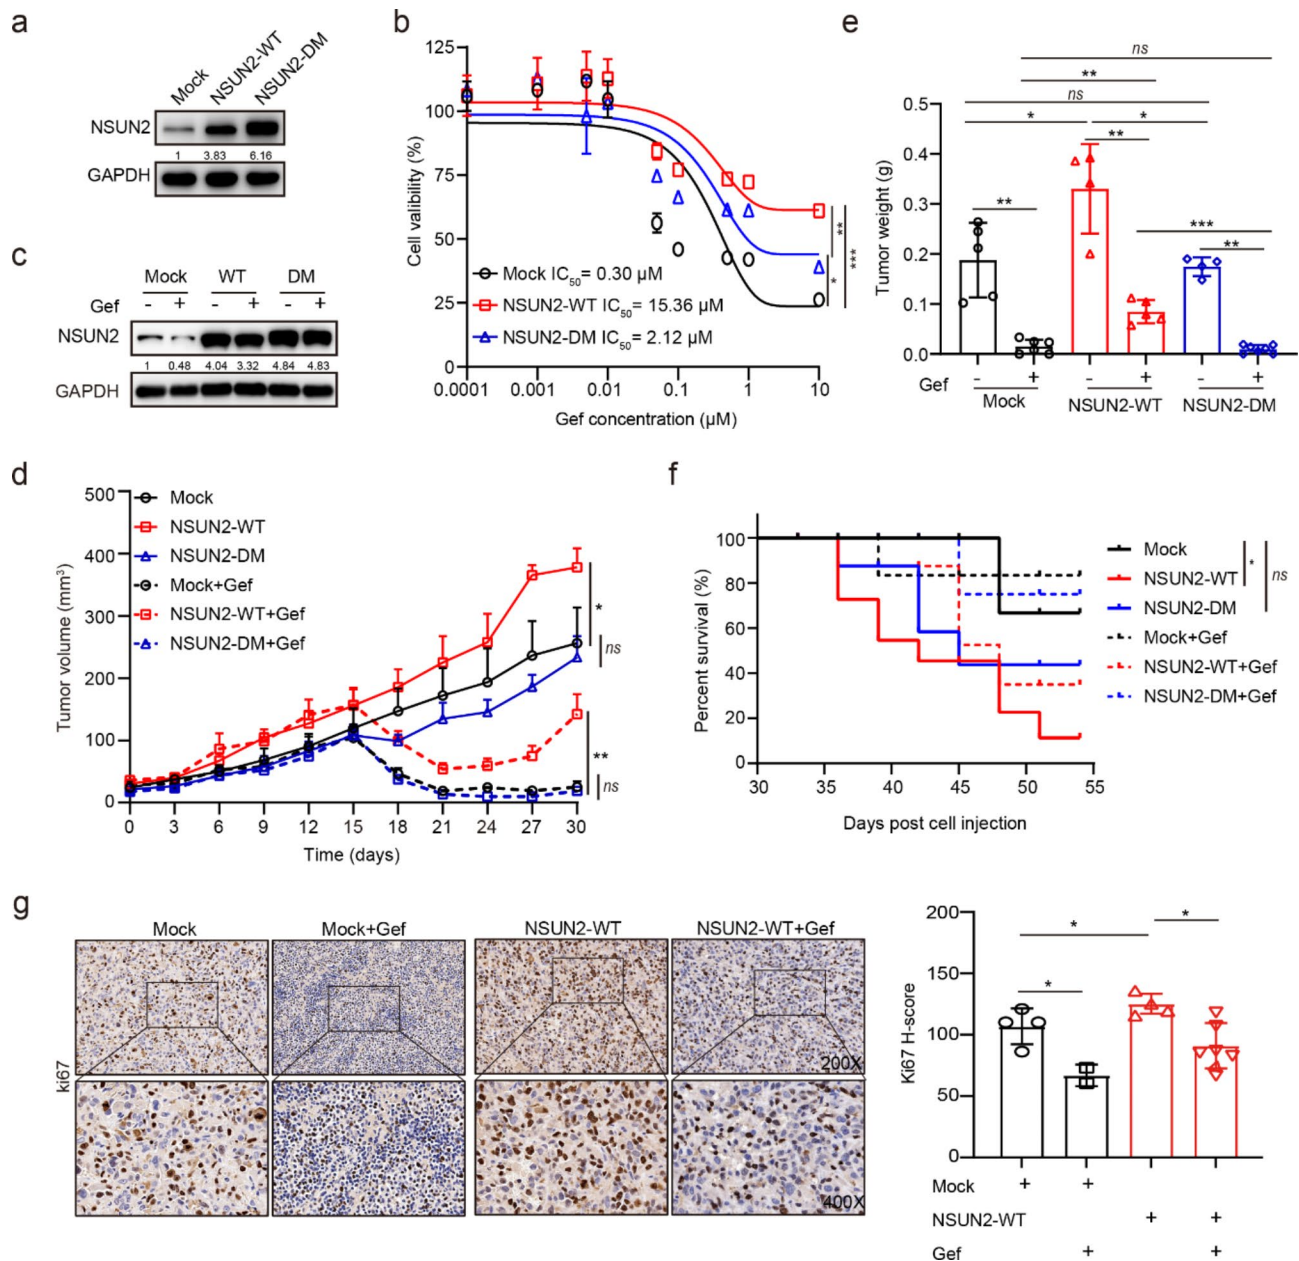 a
Mock
NSUN2-WT
NSUN2-DM
NSUN2
1 3.83 6.16
GAPDH
b
Cell valibility (%)
125
100
75
50
25
0
Mock IC50= 0.30 µM
NSUN2-WT IC50= 15.36 µM
NSUN2-DM IC50= 2.12 µM
**
*
***
0.0001 0.001 0.01 0.1 1 10
Gef concentration (µM)
c
Mock WT DM
Gef - + - + - +
NSUN2
1 0.48 4.04 3.32 4.84 4.83
GAPDH
e
ns
**
ns
* *
**
**
***
**
Tumor weight (g)
0.5
0.4
0.3
0.2
0.1
0.0
Gef - + - + - +
Mock NSUN2-WT NSUN2-DM
d
Tumor volume (mm3)
500
400
300
200
100
0
Mock
NSUN2-WT
NSUN2-DM
Mock+Gef
NSUN2-WT+Gef
NSUN2-DM+Gef
*
ns
**
ns
0 3 6 9 12 15 18 21 24 27 30
Time (days)
f
Percent survival (%)
100
80
60
40
20
0
30 35 40 45 50 55
Days post cell injection
Mock
NSUN2-WT
NSUN2-DM
Mock+Gef
NSUN2-WT+Gef
NSUN2-DM+Gef
*
ns
g
Mock Mock+Gef NSUN2-WT NSUN2-WT+Gef
ki67
200X
400X
Ki67 H-score
200
150
100
50
0
*
*
*
Mock + +
NSUN2-WT + +
Gef + +